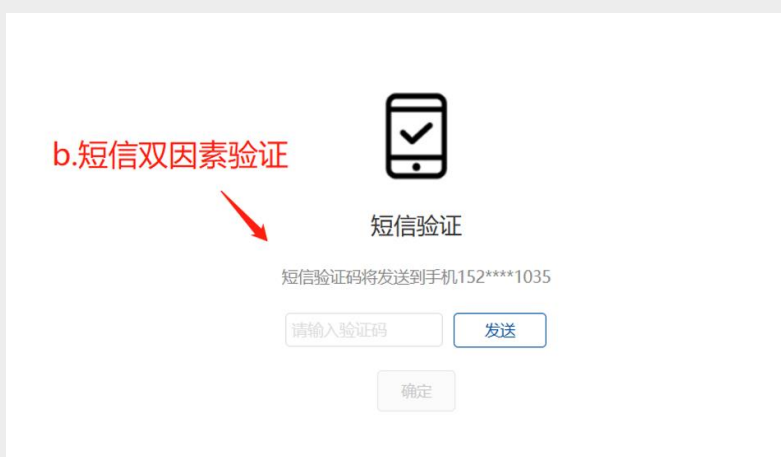 b.短信双因素验证
短信验证
短信验证码将发送到手机152****1035
请输入验证码
发送
确定